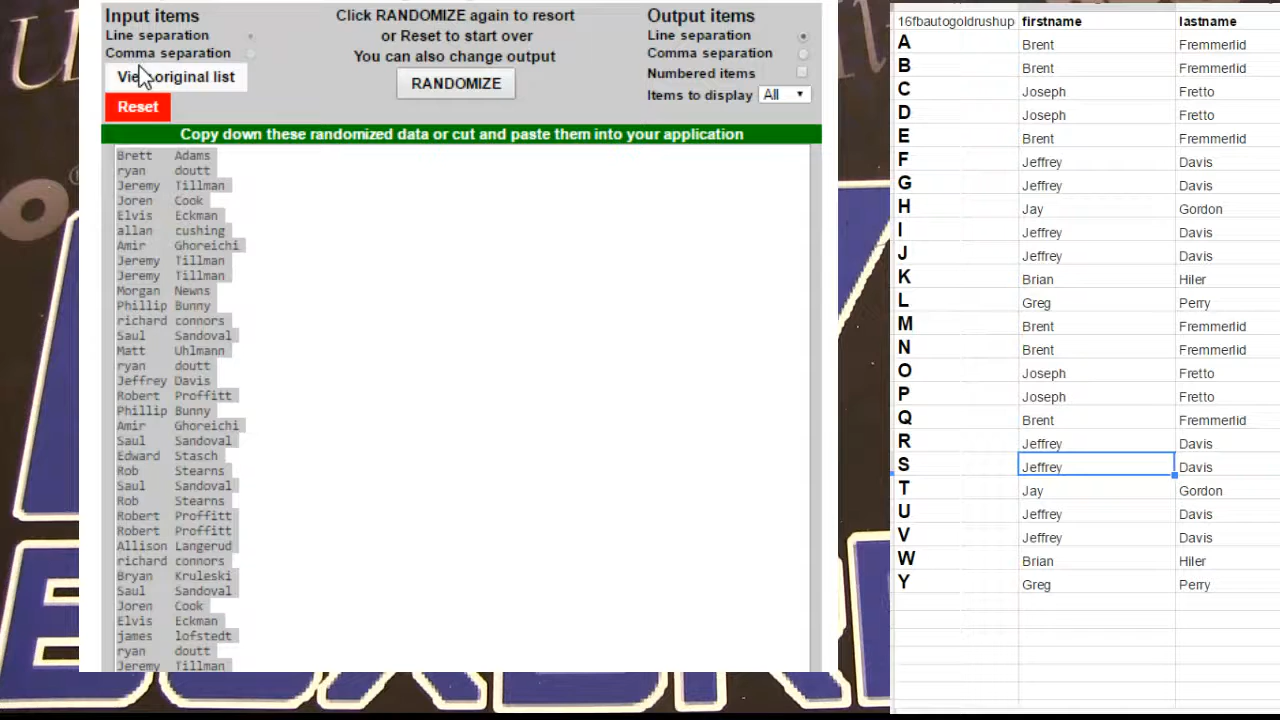 Input items
Line separation
Comma separation
View original list
Reset
Click RANDOMIZE again to resort
or Reset to start over
You can also change output
RANDOMIZE
Output items
Line separation
Comma separation
Numbered items
Items to display All
Copy down these randomized data or cut and paste them into your application
Brett Adams
ryan doutt
Jeremy Tillman
Joren Cook
Elvis Eckman
allan cushing
Amir Ghoreichi
Jeremy Tillman
Jeremy Tillman
Morgan Newns
Phillip Bunny
richard connors
Saul Sandoval
Matt Uhlmann
ryan doutt
Jeffrey Davis
Robert Proffitt
Phillip Bunny
Amir Ghoreichi
Saul Sandoval
Edward Stasch
Rob Stearns
Saul Sandoval
Rob Stearns
Robert Proffitt
Robert Proffitt
Allison Langerud
richard connors
Bryan Kruleski
Saul Sandoval
Joren Cook
Elvis Eckman
james lofstedt
ryan doutt
Jeremy Tillman
16fbautogoldrushup firstname lastname
A Brent Fremmerlid
B Brent Fremmerlid
C Joseph Fretto
D Joseph Fretto
E Brent Fremmerlid
F Jeffrey Davis
G Jeffrey Davis
H Jay Gordon
I Jeffrey Davis
J Jeffrey Davis
K Brian Hiler
L Greg Perry
M Brent Fremmerlid
N Brent Fremmerlid
O Joseph Fretto
P Joseph Fretto
Q Brent Fremmerlid
R Jeffrey Davis
S Jeffrey Davis
T Jay Gordon
U Jeffrey Davis
V Jeffrey Davis
W Brian Hiler
Y Greg Perry